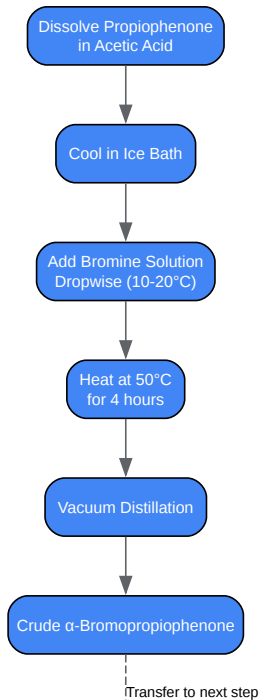 Dissolve Propiophenone
in Acetic Acid
Cool in Ice Bath
Add Bromine Solution
Dropwise (10-20°C)
Heat at 50°C
for 4 hours
Vacuum Distillation
Crude α-Bromopropiophenone
Transfer to next step